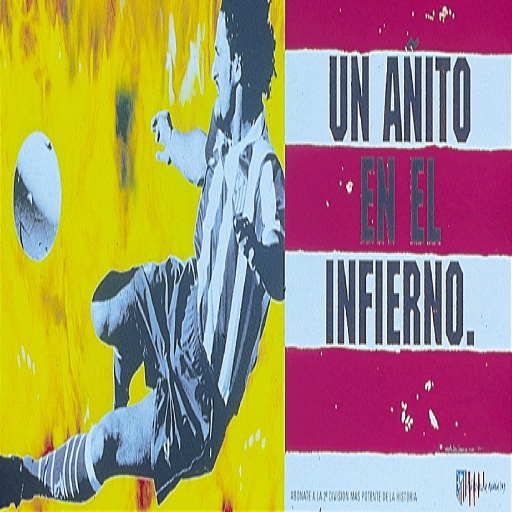 UN AÑITO
EN EL
INFIERNO.
ABÓNATE A LA 2ª DIVISIÓN MÁS POTENTE DE LA HISTORIA